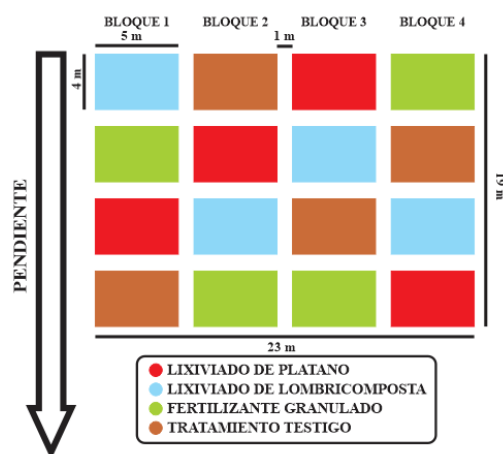 BLOQUE 1 BLOQUE 2 BLOQUE 3 BLOQUE 4
5 m 1 m
4 m
PENDIENTE
19 m
23 m
LIXIVIADO DE PLATANO
LIXIVIADO DE LOMBRICOMPOSTA
FERTILIZANTE GRANULADO
TRATAMIENTO TESTIGO